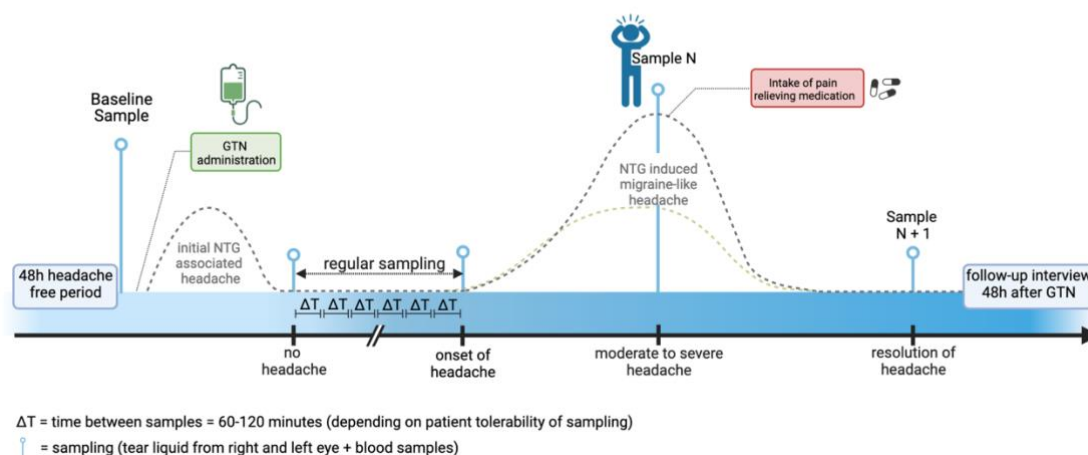 Sample N
Intake of pain
relieving medication
Baseline
Sample
GTN
administration
NTG induced
migraine-like
headache
initial NTG
associated
headache
Sample
N + 1
48h headache
free period
regular sampling
follow-up interview
48h after GTN
ΔT ΔT ΔT ΔT ΔT ΔT
no
headache
onset of
headache
moderate to severe
headache
resolution of
headache
ΔT = time between samples = 60-120 minutes (depending on patient tolerability of sampling)
= sampling (tear liquid from right and left eye + blood samples)